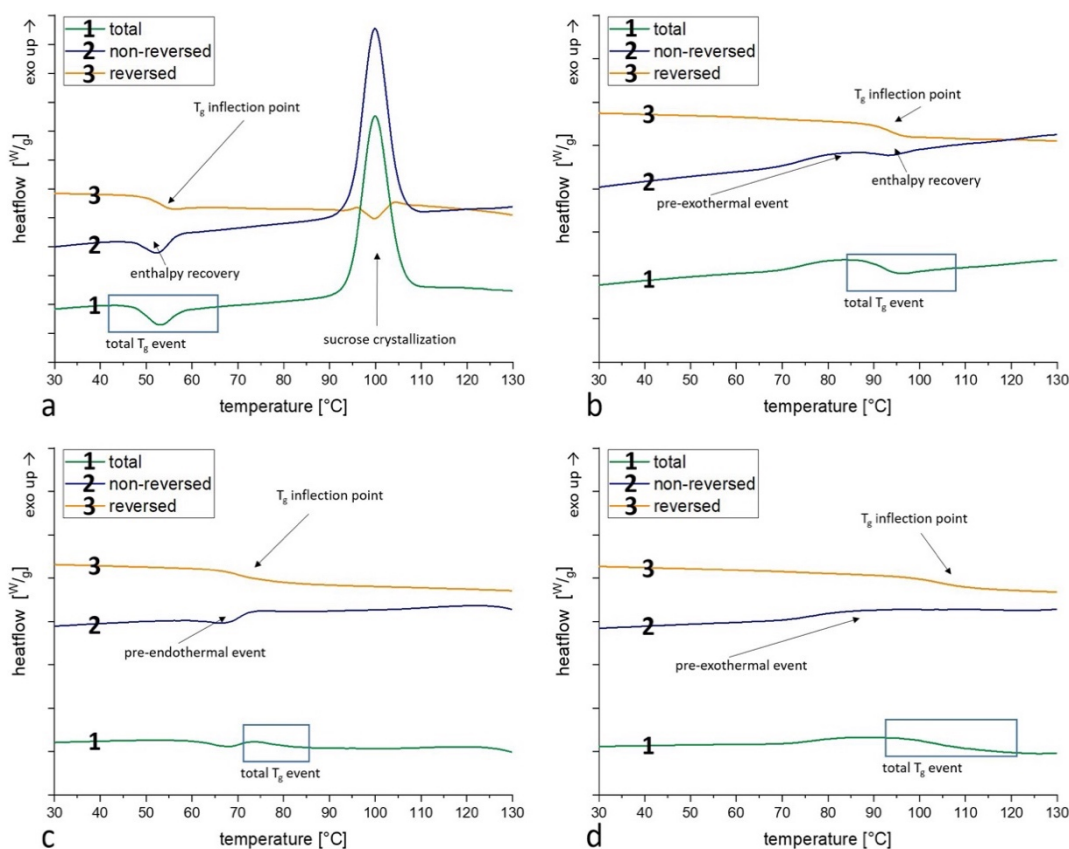 exo up →
heatflow [W/g]
1 total
2 non-reversed
3 reversed
Tg inflection point
3
2
enthalpy recovery
1
total Tg event
sucrose crystallization
30 40 50 60 70 80 90 100 110 120 130
a temperature [°C]
exo up →
heatflow [W/g]
1 total
2 non-reversed
3 reversed
Tg inflection point
3
2
enthalpy recovery
pre-exothermal event
1
total Tg event
30 40 50 60 70 80 90 100 110 120 130
b temperature [°C]
exo up →
heatflow [W/g]
1 total
2 non-reversed
3 reversed
Tg inflection point
3
2
pre-endothermal event
1
total Tg event
30 40 50 60 70 80 90 100 110 120 130
c temperature [°C]
exo up →
heatflow [W/g]
1 total
2 non-reversed
3 reversed
Tg inflection point
3
2
pre-exothermal event
1
total Tg event
30 40 50 60 70 80 90 100 110 120 130
d temperature [°C]